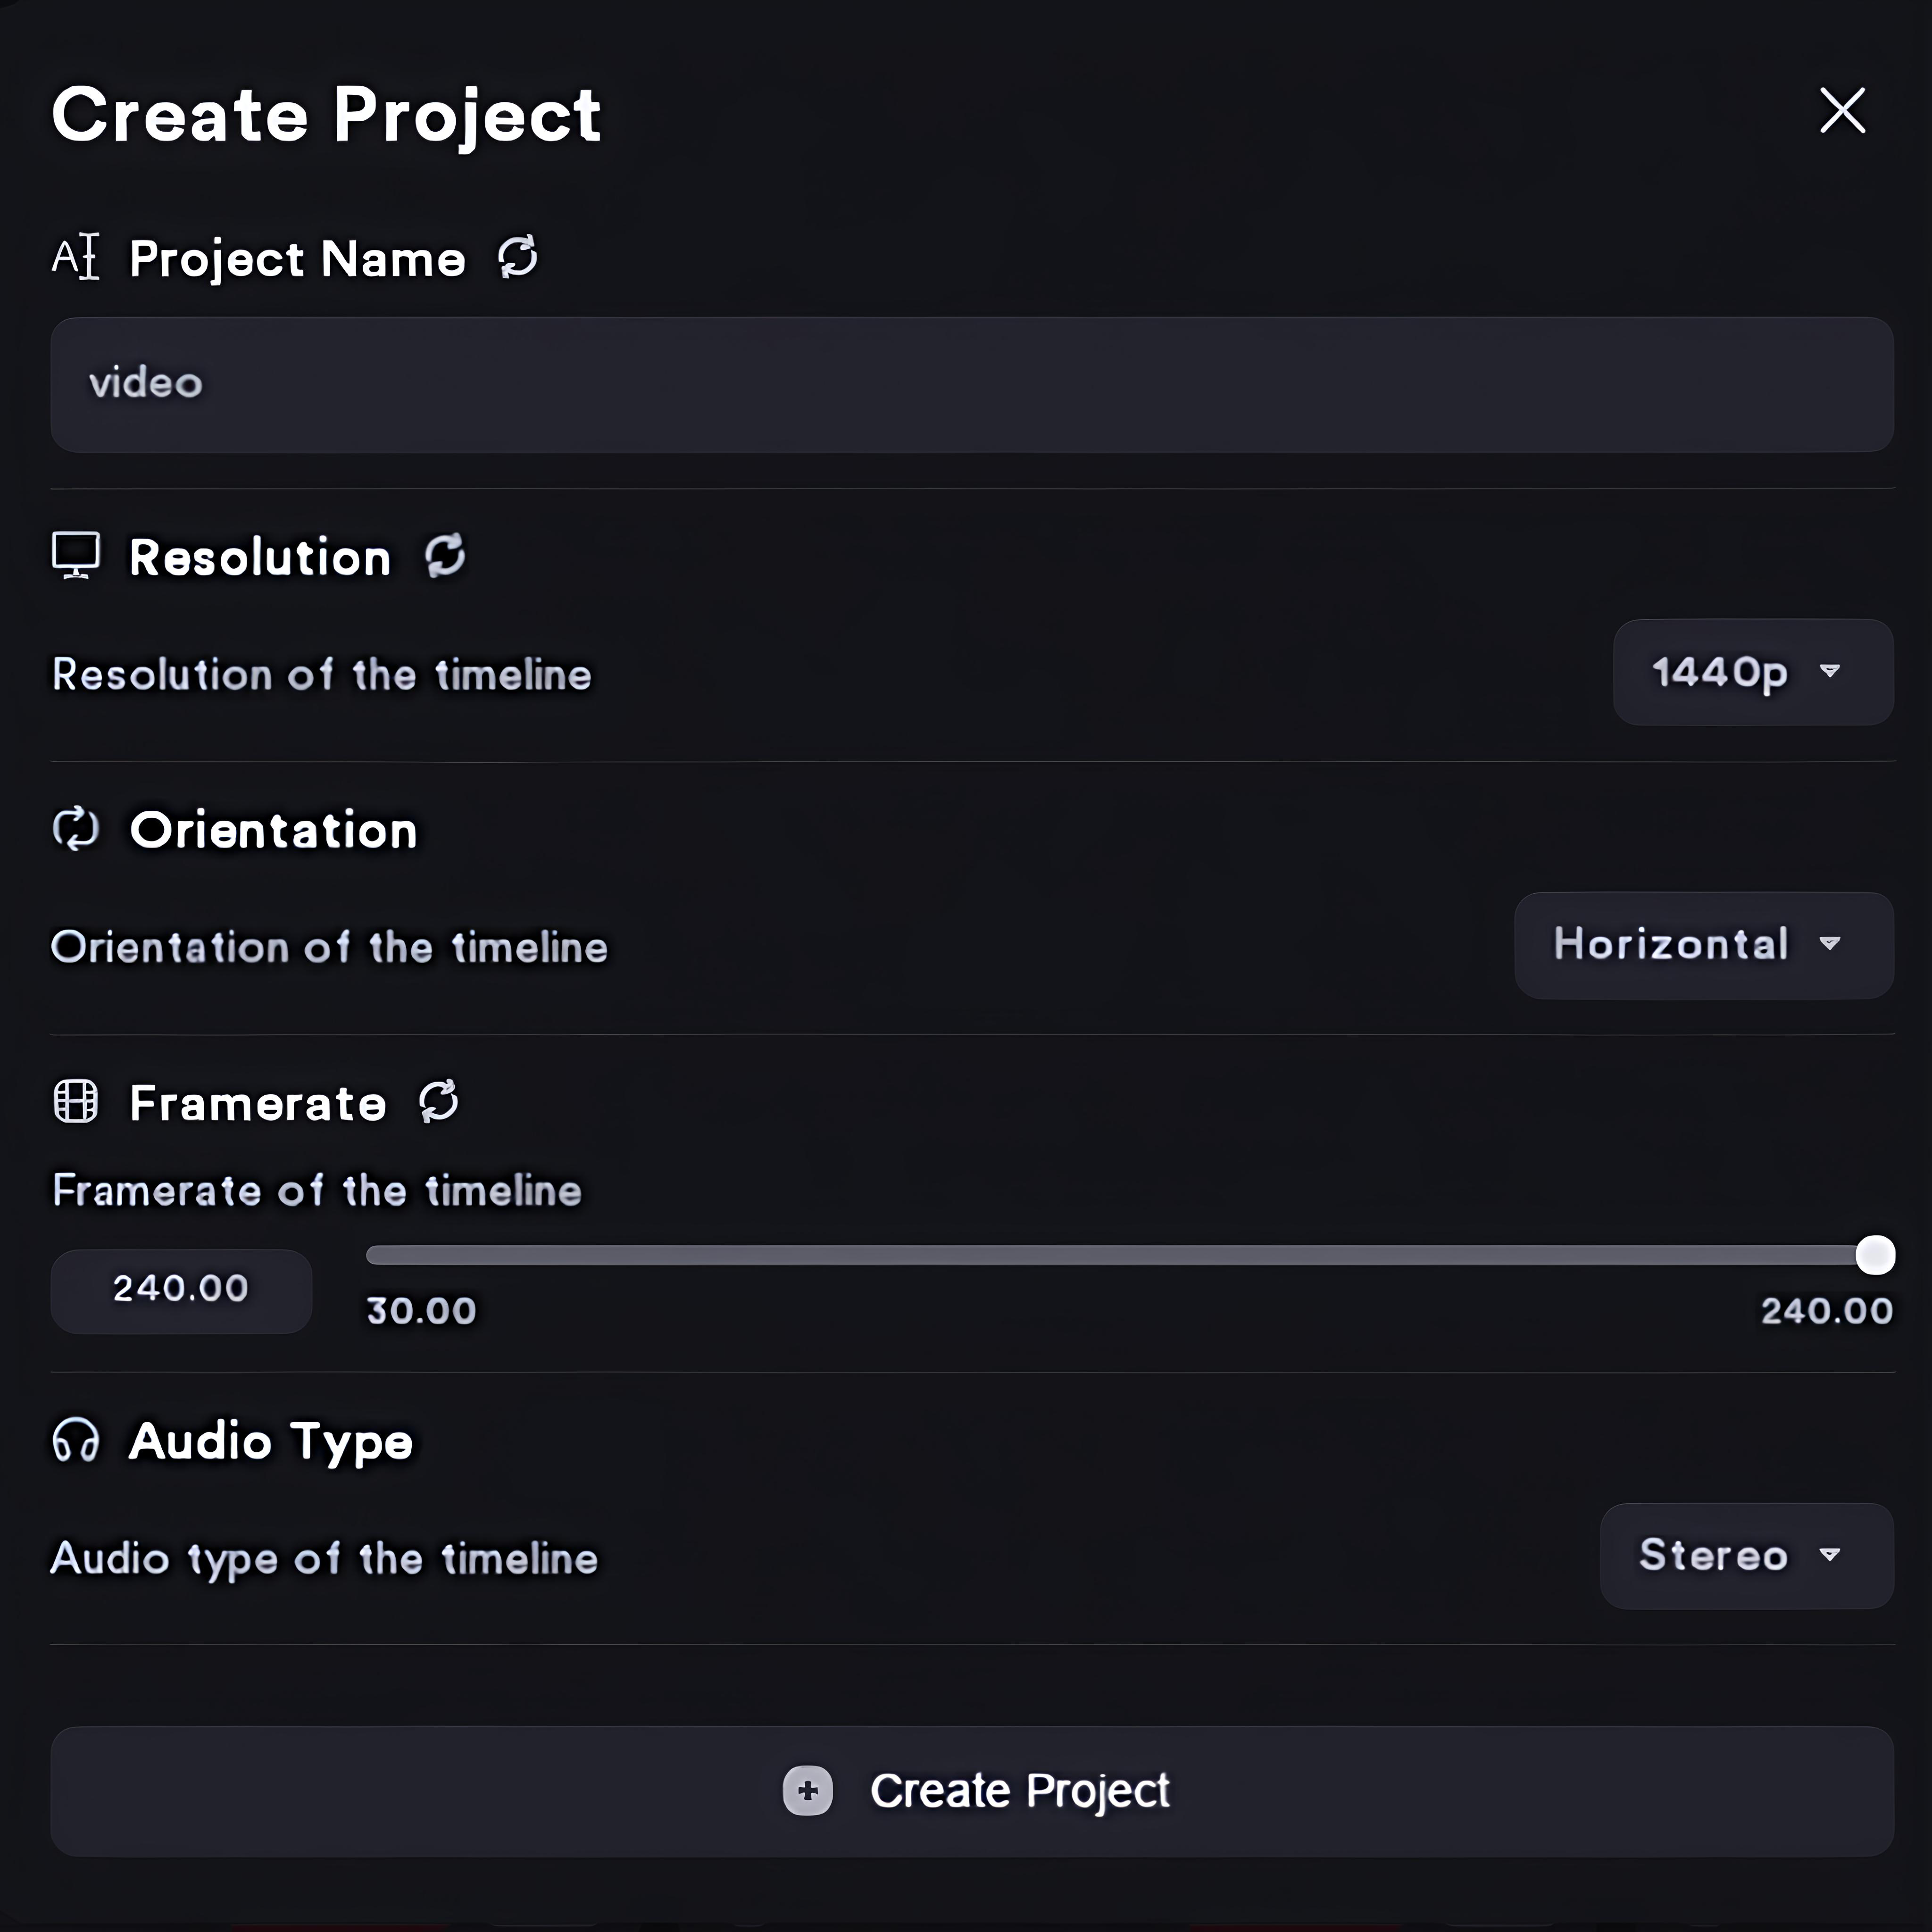 Create Project
Project Name
video
Resolution
Resolution of the timeline
1440p
Orientation
Orientation of the timeline
Horizontal
Framerate
Framerate of the timeline
240.00
30.00
240.00
Audio Type
Audio type of the timeline
Stereo
Create Project